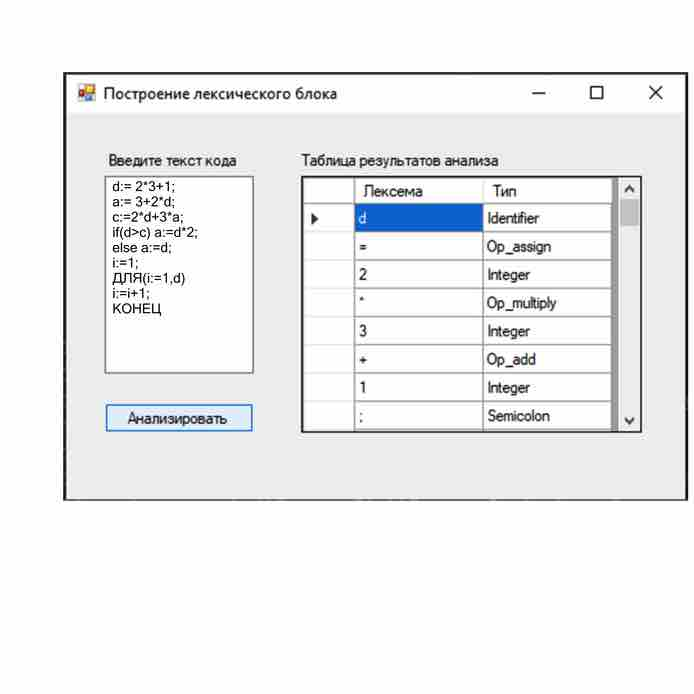 Построение лексического блока
Введите текст кода
d:= 2*3+1;
a:= 3+2*d;
c:=2*d+3*a;
if(d>c) a:=d*2;
else a:=d;
i:=1;
ДЛЯ(i:=1,d)
i:=i+1;
КОНЕЦ
Анализировать
Таблица результатов анализа
Лексема Тип
d Identifier
= Op_assign
2 Integer
* Op_multiply
3 Integer
+ Op_add
1 Integer
; Semicolon